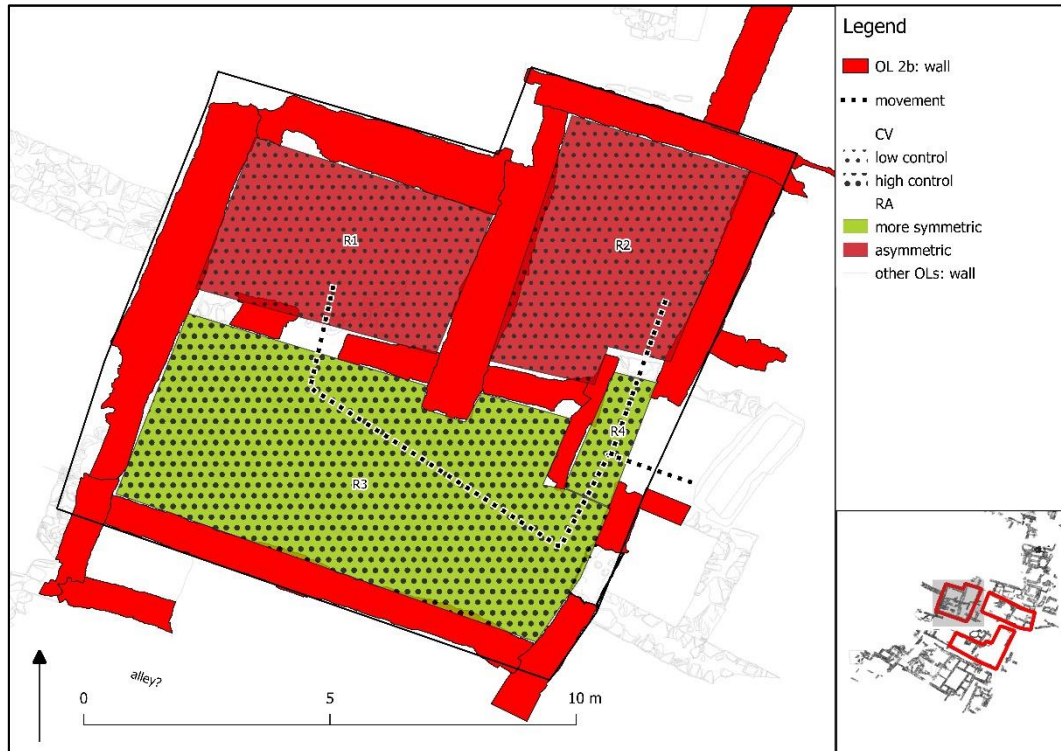 Legend
OL 2b: wall
movement
CV
low control
high control
RA
more symmetric
asymmetric
other OLs: wall
R1
R2
R4
R3
alley?
0 5 10 m